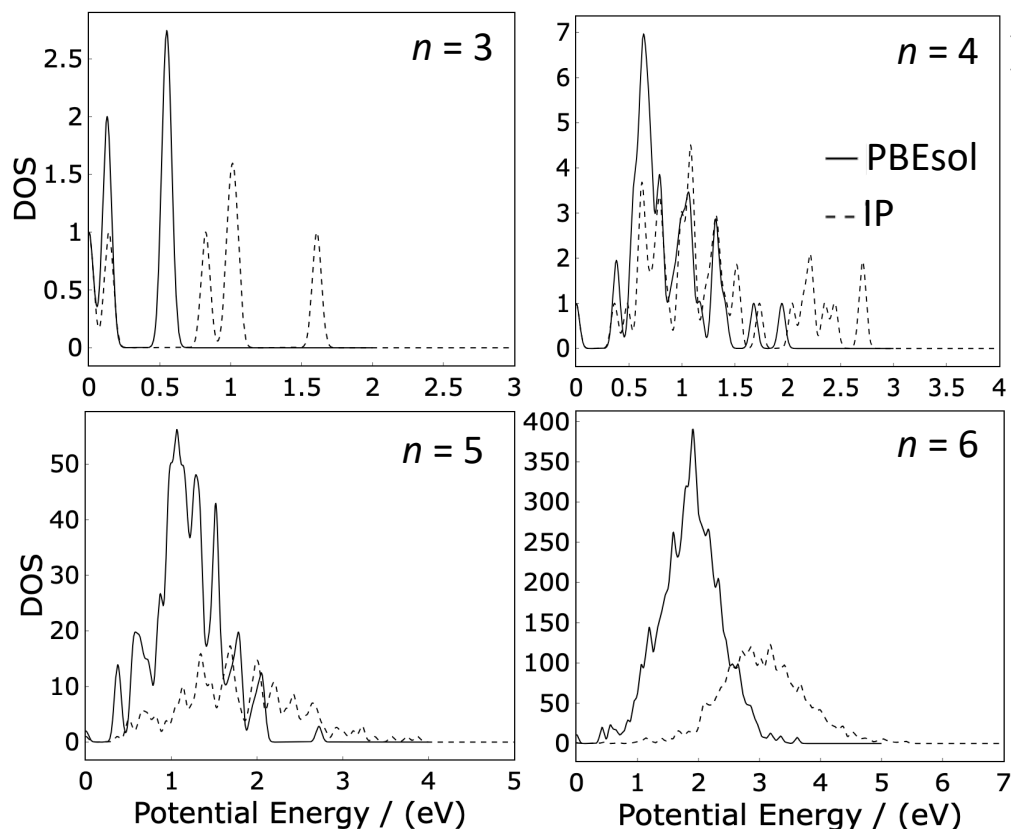 n = 3
DOS
2.5
2
1.5
1
0.5
0
0 0.5 1 1.5 2 2.5 3
n = 4
7
6
5
4
3
2
1
0
PBEsol
IP
0 0.5 1 1.5 2 2.5 3 3.5 4
n = 5
DOS
50
40
30
20
10
0
0 1 2 3 4 5
Potential Energy / (eV)
n = 6
400
350
300
250
200
150
100
50
0
0 1 2 3 4 5 6 7
Potential Energy / (eV)